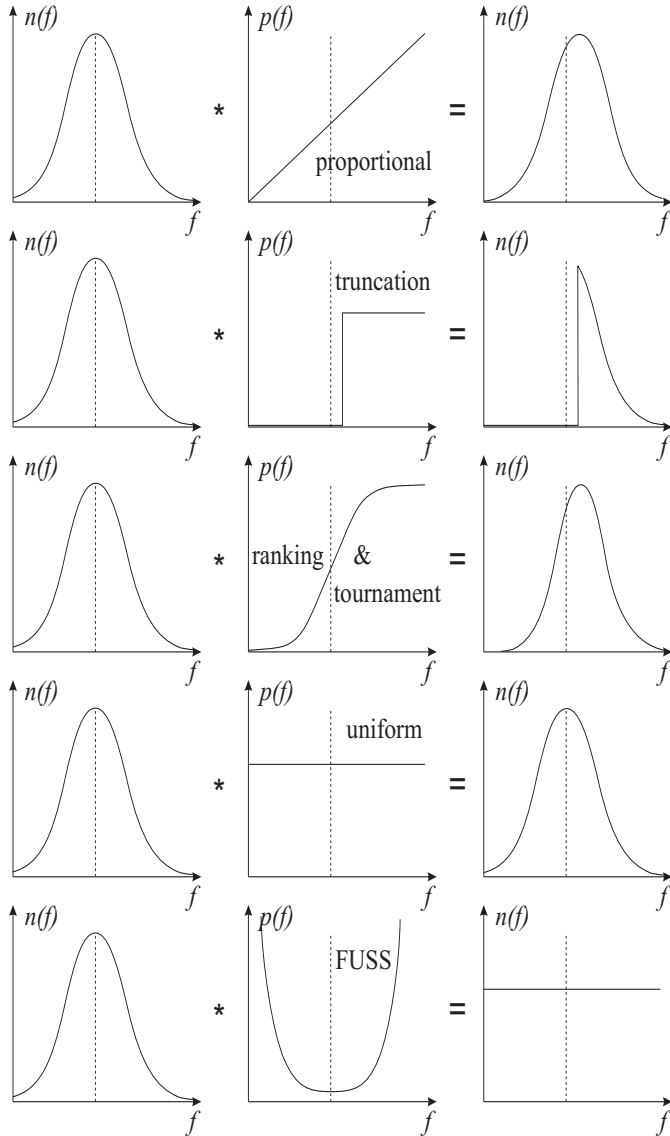 n(f) p(f) n(f)
* =
proportional
f f f
n(f) p(f) n(f)
truncation
* =
f f f
n(f) p(f) n(f)
* ranking & =
tournament
f f f
n(f) p(f) n(f)
uniform
* =
f f f
n(f) p(f) n(f)
FUSS
* =
f f f